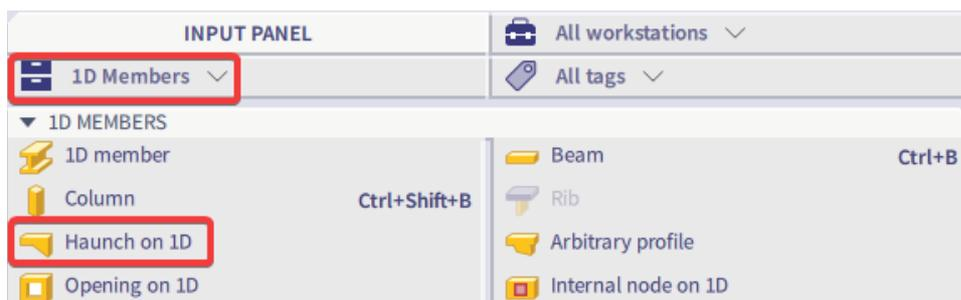 INPUT PANEL
All workstations
1D Members
All tags
1D MEMBERS
1D member
Beam Ctrl+B
Column Ctrl+Shift+B
Rib
Haunch on 1D
Arbitrary profile
Opening on 1D
Internal node on 1D